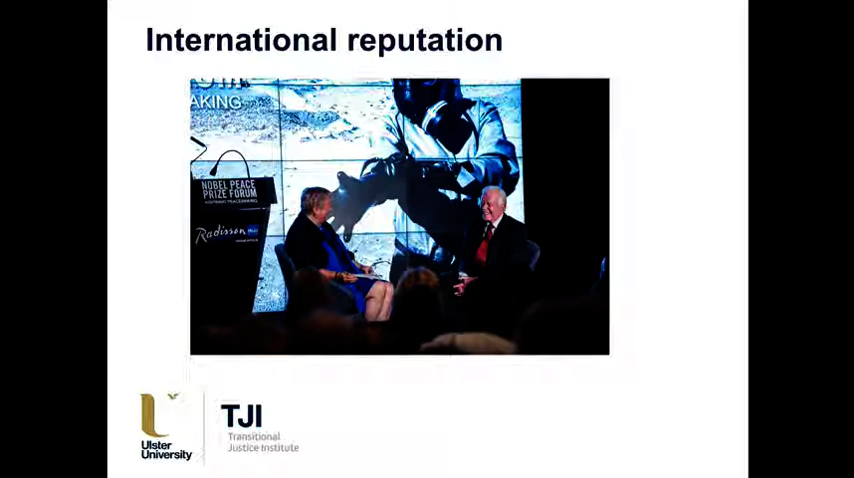 International reputation
AKING
NOBEL PEACE
PRIZE FORUM
Radisson
Ulster
University
TJI
Transitional
Justice Institute